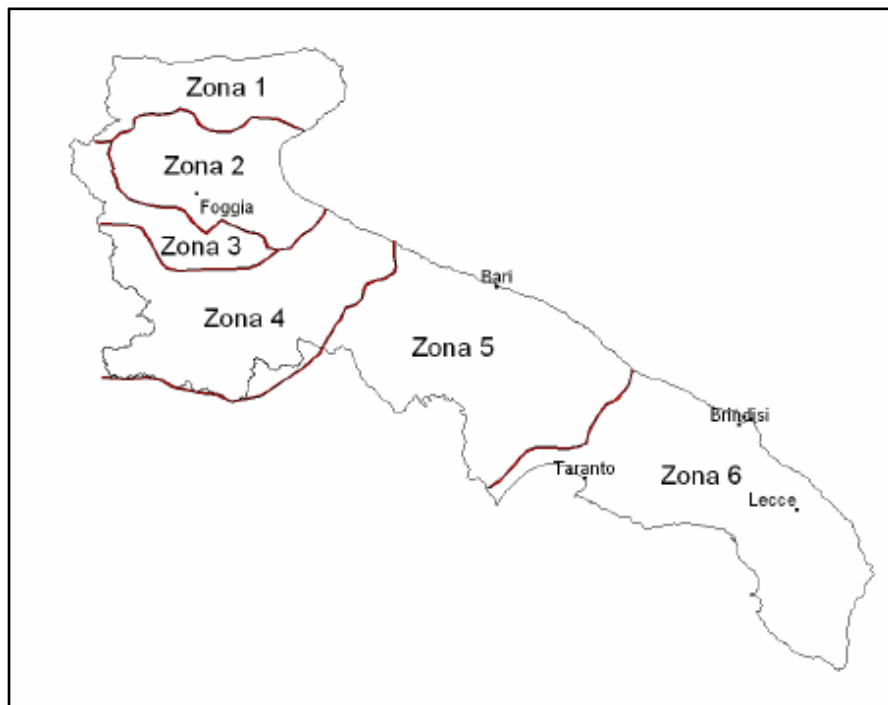 Zona 1
Zona 2
Foggia
Zona 3
Bari
Zona 4
Zona 5
Brindisi
Taranto
Zona 6
Lecce